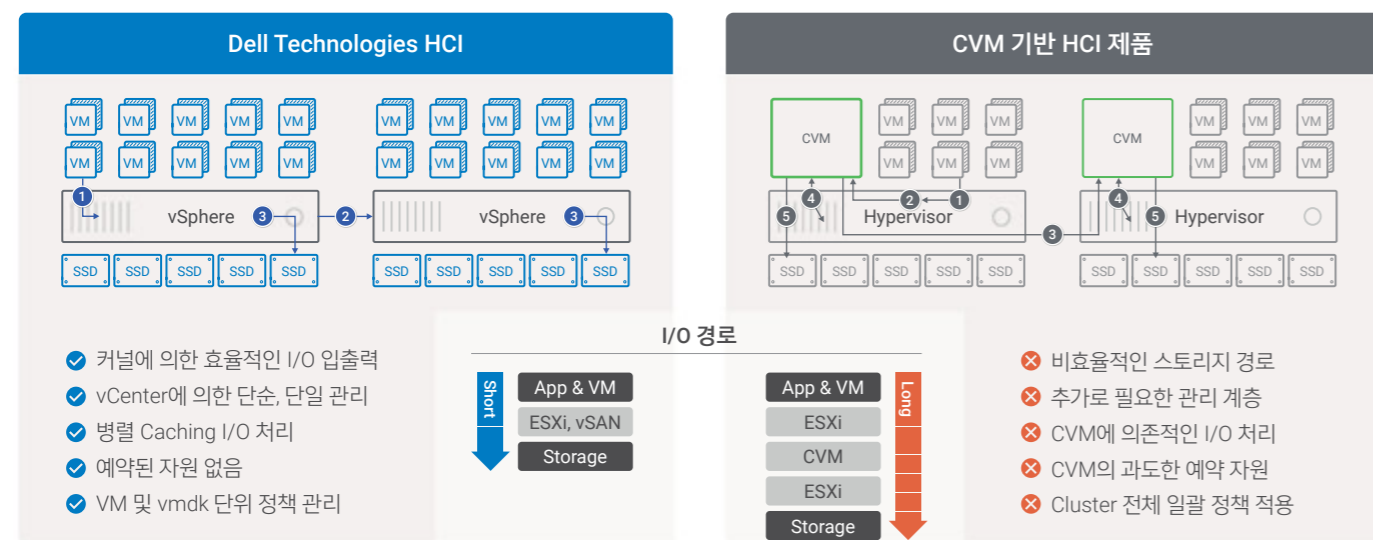 Dell Technologies HCI
VM VM VM VM VM VM VM VM VM VM
VM VM VM VM VM VM VM VM VM VM
1
vSphere 3 2 vSphere 3
SSD SSD SSD SSD SSD SSD SSD SSD SSD SSD
커널에 의한 효율적인 I/O 입출력
vCenter에 의한 단순, 단일 관리
병렬 Caching I/O 처리
예약된 자원 없음
VM 및 vmdk 단위 정책 관리
CVM 기반 HCI 제품
CVM VM VM VM CVM VM VM VM
VM VM VM VM VM VM
4 2 1 4
5 Hypervisor 3 5 Hypervisor
SSD SSD SSD SSD SSD SSD SSD SSD SSD SSD
I/O 경로
Short
App & VM
ESXi, vSAN
Storage
App & VM
ESXi
CVM
ESXi
Storage
Long
비효율적인 스토리지 경로
추가로 필요한 관리 계층
CVM에 의존적인 I/O 처리
CVM의 과도한 예약 자원
Cluster 전체 일괄 정책 적용